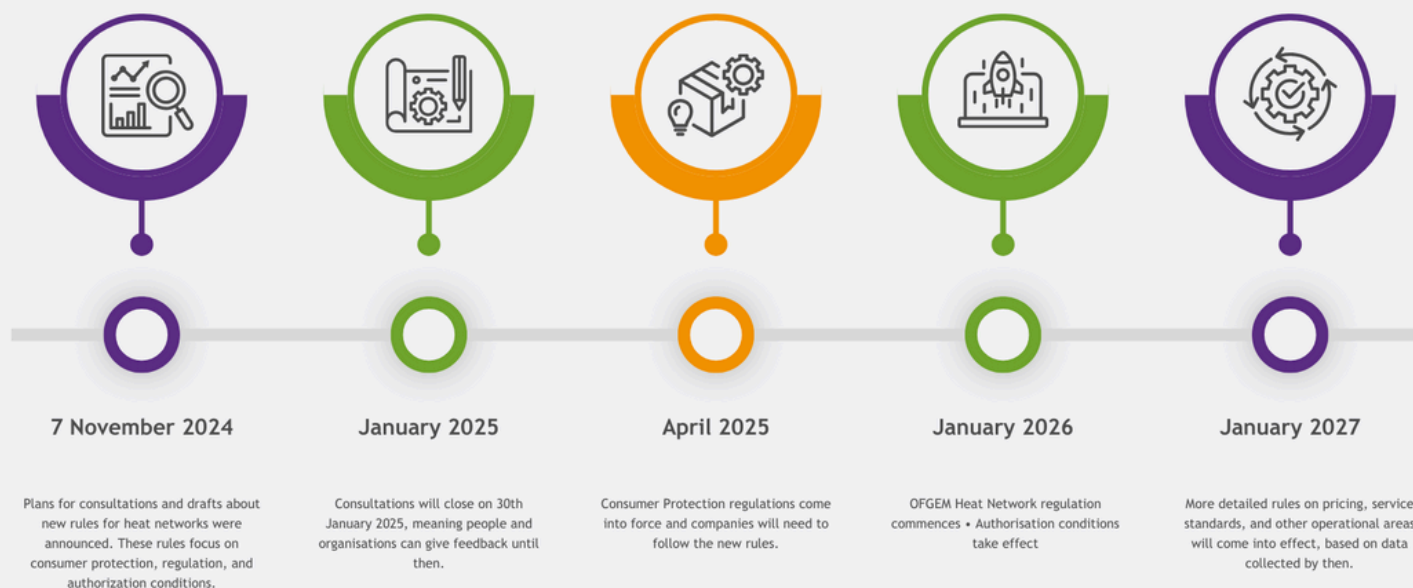 7 November 2024
Plans for consultations and drafts about
new rules for heat networks were
announced. These rules focus on
consumer protection, regulation, and
authorization conditions.
January 2025
Consultations will close on 30th
January 2025, meaning people and
organisations can give feedback until
then.
April 2025
Consumer Protection regulations come
into force and companies will need to
follow the new rules.
January 2026
OFGEM Heat Network regulation
commences • Authorisation conditions
take effect
January 2027
More detailed rules on pricing, service
standards, and other operational areas
will come into effect, based on data
collected by then.